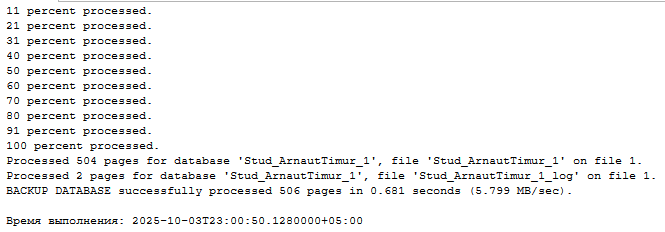 11 percent processed.
21 percent processed.
31 percent processed.
40 percent processed.
50 percent processed.
60 percent processed.
70 percent processed.
80 percent processed.
91 percent processed.
100 percent processed.
Processed 504 pages for database 'Stud_ArnautTimur_1', file 'Stud_ArnautTimur_1' on file 1.
Processed 2 pages for database 'Stud_ArnautTimur_1', file 'Stud_ArnautTimur_1_log' on file 1.
BACKUP DATABASE successfully processed 506 pages in 0.681 seconds (5.799 MB/sec).
Время выполнения: 2025-10-03T23:00:50.1280000+05:00